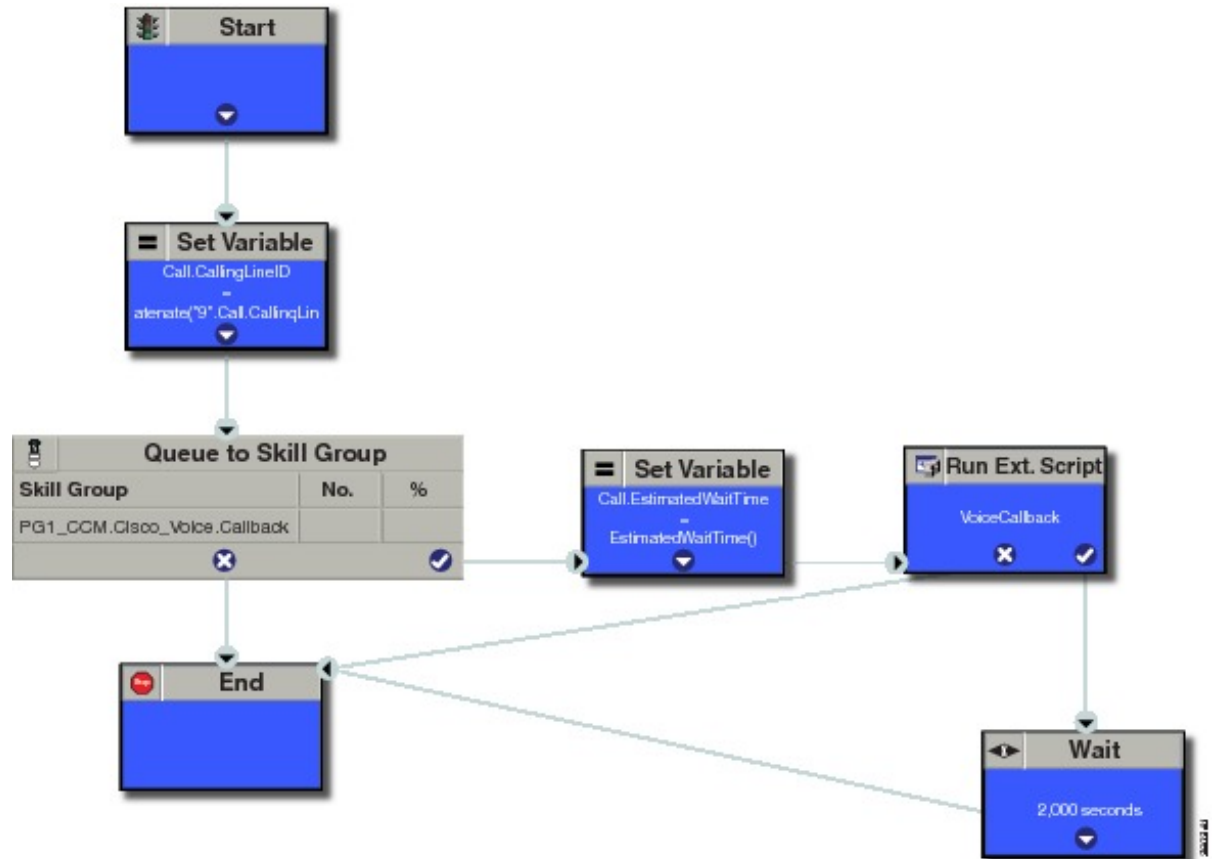 Start
Set Variable
Call.CallingLineID
=
atenate("9".Call.CallingLin
Queue to Skill Group
Skill Group No. %
PG1_CCM.Cisco_Voice.Callback
Set Variable
Call.EstimatedWaitTime
=
EstimatedWaitTime()
Run Ext. Script
VoiceCallback
End
Wait
2,000 seconds